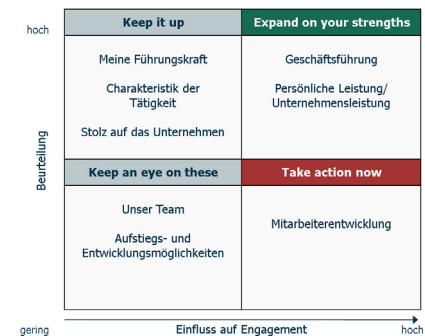 Keep it up
Expand on your strengths
hoch
Meine Führungskraft
Charakteristik der
Tätigkeit
Stolz auf das Unternehmen
Geschäftsführung
Persönliche Leistung/
Unternehmensleistung
Beurteilung
Keep an eye on these
Take action now
Unser Team
Aufstiegs- und
Entwicklungsmöglichkeiten
Mitarbeiterentwicklung
gering
Einfluss auf Engagement
hoch